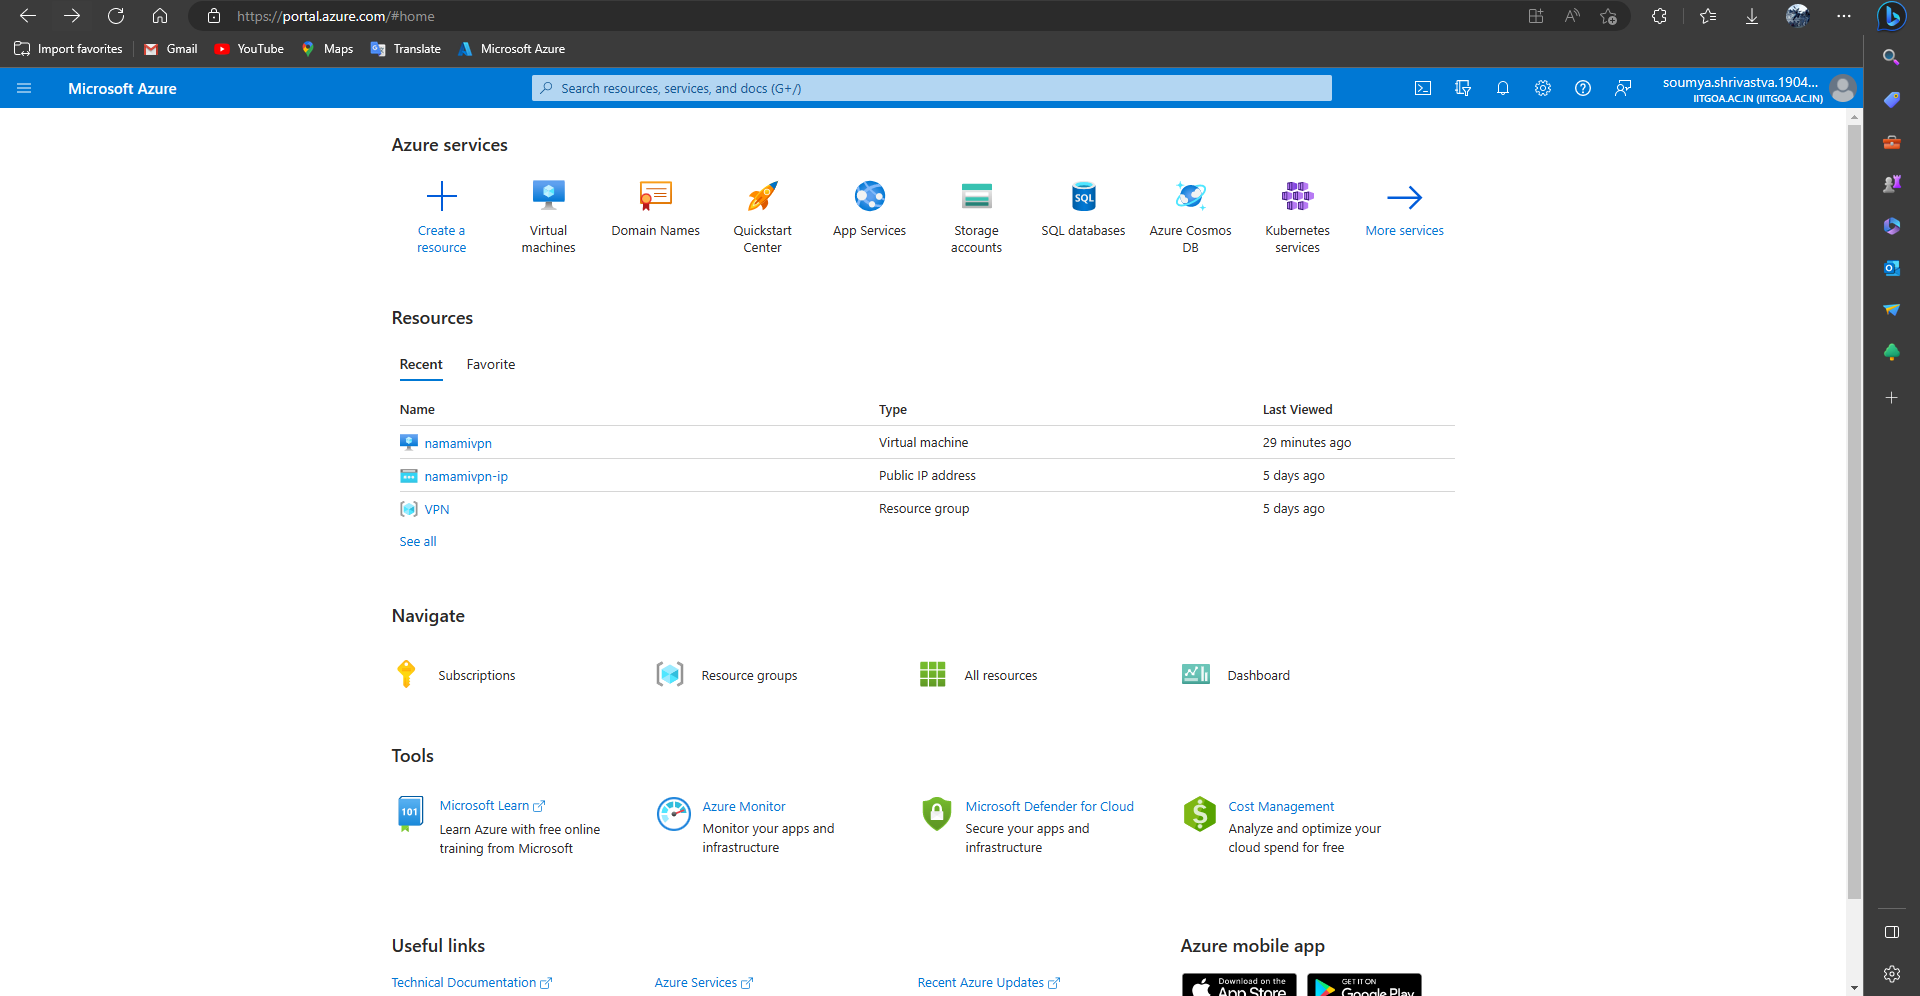 https://portal.azure.com/#home
Import favorites
Gmail
YouTube
Maps
Translate
Microsoft Azure
Microsoft Azure
Search resources, services, and docs (G+/)
soumya.shrivastva.1904...
IITGOA.AC.IN (IITGOA.AC.IN)
Azure services
Create a
resource
Virtual
machines
Domain Names
Quickstart
Center
App Services
Storage
accounts
SQL
SQL databases
Azure Cosmos
DB
Kubernetes
services
More services
Resources
Recent
Favorite
Name
Type
Last Viewed
namamivpn
Virtual machine
29 minutes ago
namamivpn-ip
Public IP address
5 days ago
VPN
Resource group
5 days ago
See all
Navigate
Subscriptions
Resource groups
All resources
Dashboard
Tools
101
Microsoft Learn
Learn Azure with free online
training from Microsoft
Azure Monitor
Monitor your apps and
infrastructure
Microsoft Defender for Cloud
Secure your apps and
infrastructure
Cost Management
Analyze and optimize your
cloud spend for free
Useful links
Technical Documentation
Azure Services
Recent Azure Updates
Azure mobile app
Download on the
App Store
GET IT ON
Google Play